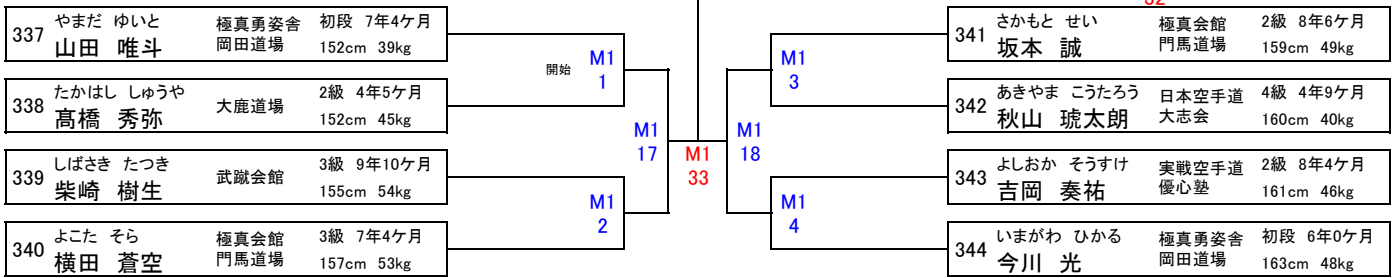 32
337
やまだ ゆいと
山田 唯斗
極真勇姿舎
岡田道場
初段 7年4ケ月
152cm 39kg
338
たかはし しゅうや
髙橋 秀弥
大鹿道場
2級 4年5ケ月
152cm 45kg
339
しばさき たつき
柴崎 樹生
武蹴会館
3級 9年10ケ月
155cm 54kg
340
よこた そら
横田 蒼空
極真会館
門馬道場
3級 7年4ケ月
157cm 53kg
開始
M1
1
M1
2
M1
17
M1
33
M1
18
M1
3
M1
4
341
さかもと せい
坂本 誠
極真会館
門馬道場
2級 8年6ケ月
159cm 49kg
342
あきやま こうたろう
秋山 琥太朗
日本空手道
大志会
4級 4年9ケ月
160cm 40kg
343
よしおか そうすけ
吉岡 奏祐
実戦空手道
優心塾
2級 8年4ケ月
161cm 46kg
344
いまがわ ひかる
今川 光
極真勇姿舎
岡田道場
初段 6年0ケ月
163cm 48kg